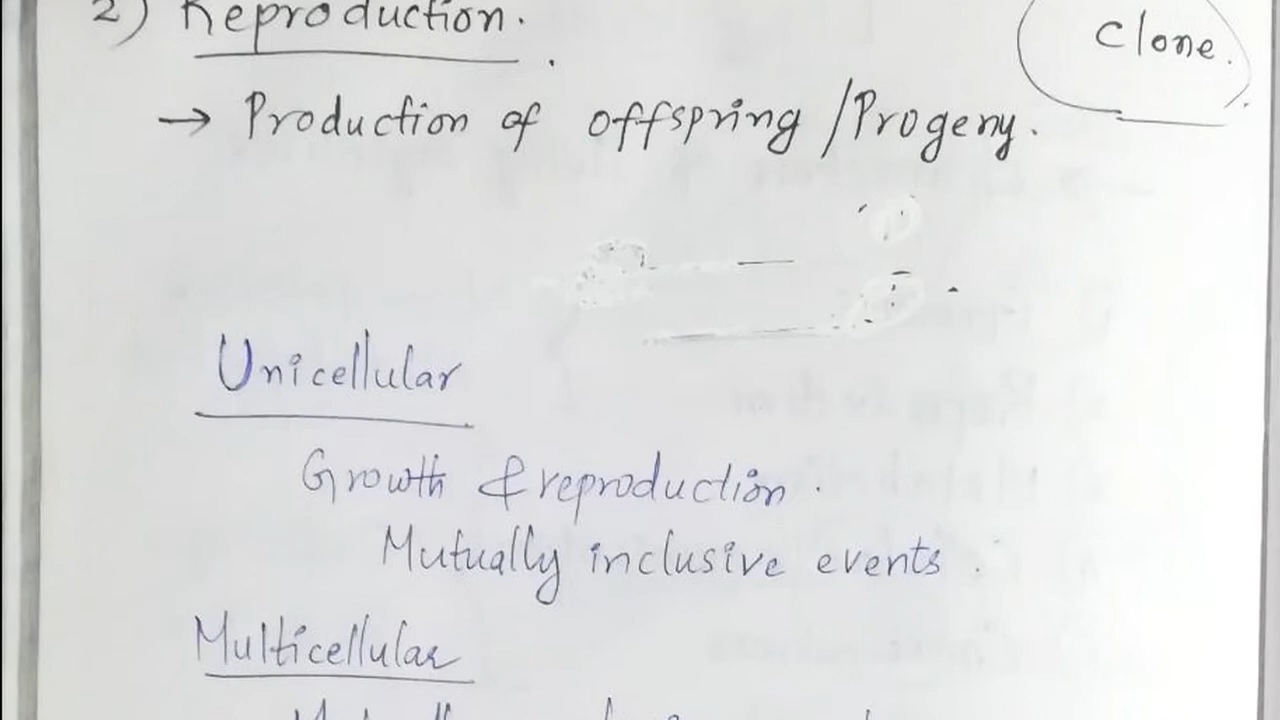 2) Reproduction.
Clone.
→ Production of offspring / Progeny.
Unicellular
Growth & reproduction.
Mutually inclusive events.
Multicellular